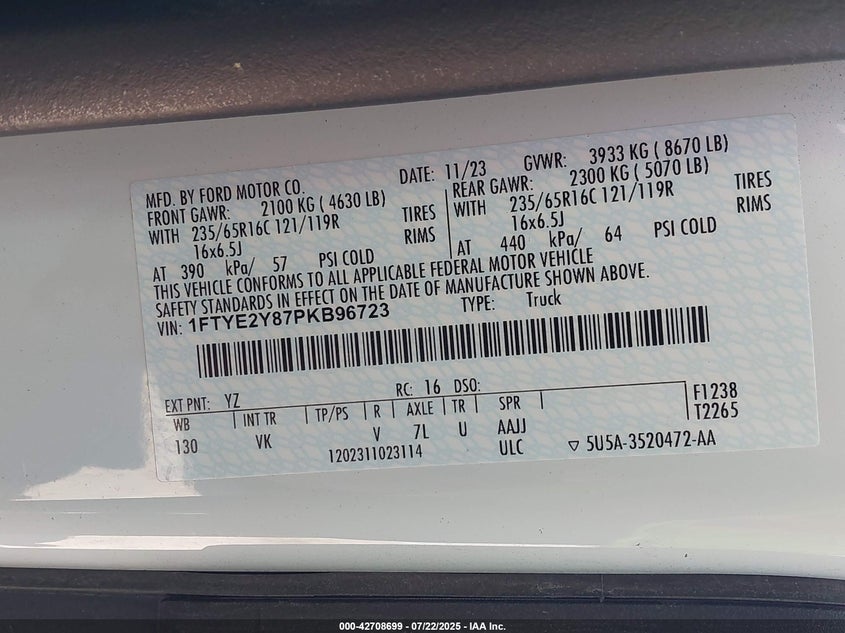 MFD. BY FORD MOTOR CO.
DATE: 11/23 GVWR: 3933 KG ( 8670 LB)
FRONT GAWR: 2100 KG ( 4630 LB)
REAR GAWR: 2300 KG ( 5070 LB)
WITH 235/65R16C 121/119R TIRES
WITH 235/65R16C 121/119R TIRES
16x6.5J RIMS
16x6.5J RIMS
AT 390 kPa/ 57 PSI COLD
AT 440 kPa/ 64 PSI COLD
THIS VEHICLE CONFORMS TO ALL APPLICABLE FEDERAL MOTOR VEHICLE
SAFETY STANDARDS IN EFFECT ON THE DATE OF MANUFACTURE SHOWN ABOVE.
VIN: 1FTYE2Y87PKB96723 TYPE: Truck
EXT PNT: YZ RC: 16 DSO:
WB INT TR TP/PS R AXLE TR SPR
130 VK V 7L U AAJJ
F1238
T2265
1202311023114 ULC ▽ 5U5A-3520472-AA
000-42708699 - 07/22/2025 - IAA Inc.